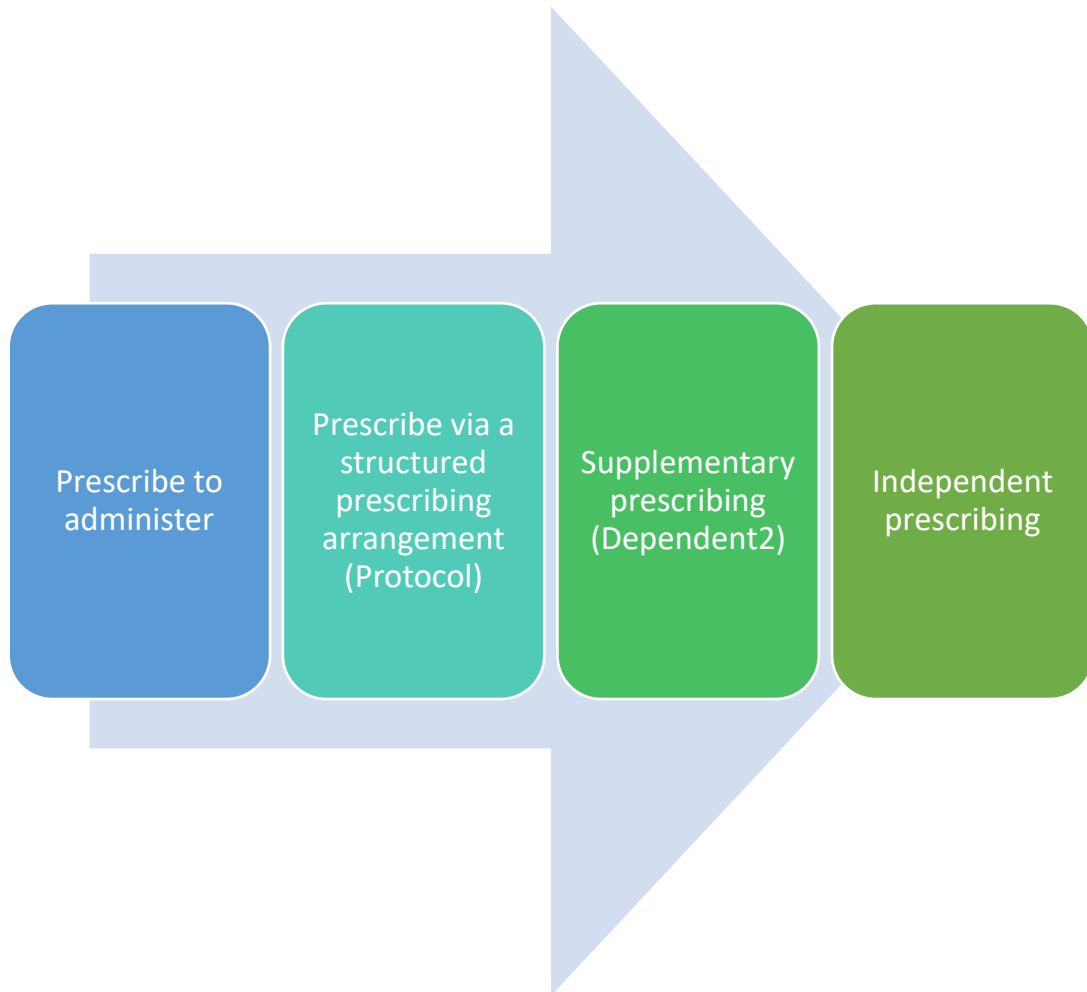 Prescribe to
administer
Prescribe via a
structured
prescribing
arrangement
(Protocol)
Supplementary
prescribing
(Dependent2)
Independent
prescribing